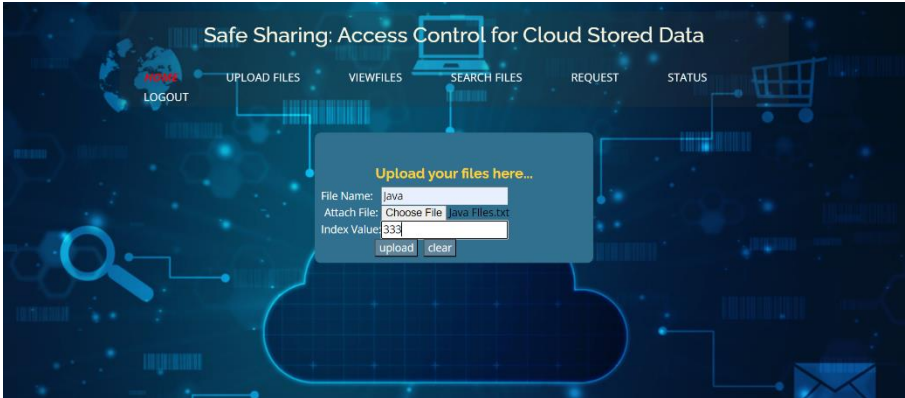 Safe Sharing: Access Control for Cloud Stored Data
HOME UPLOAD FILES VIEWFILES SEARCH FILES REQUEST STATUS
LOGOUT
Upload your files here...
File Name: Java
Attach File: Choose File Java FIles.txt
Index Value: 333
upload clear